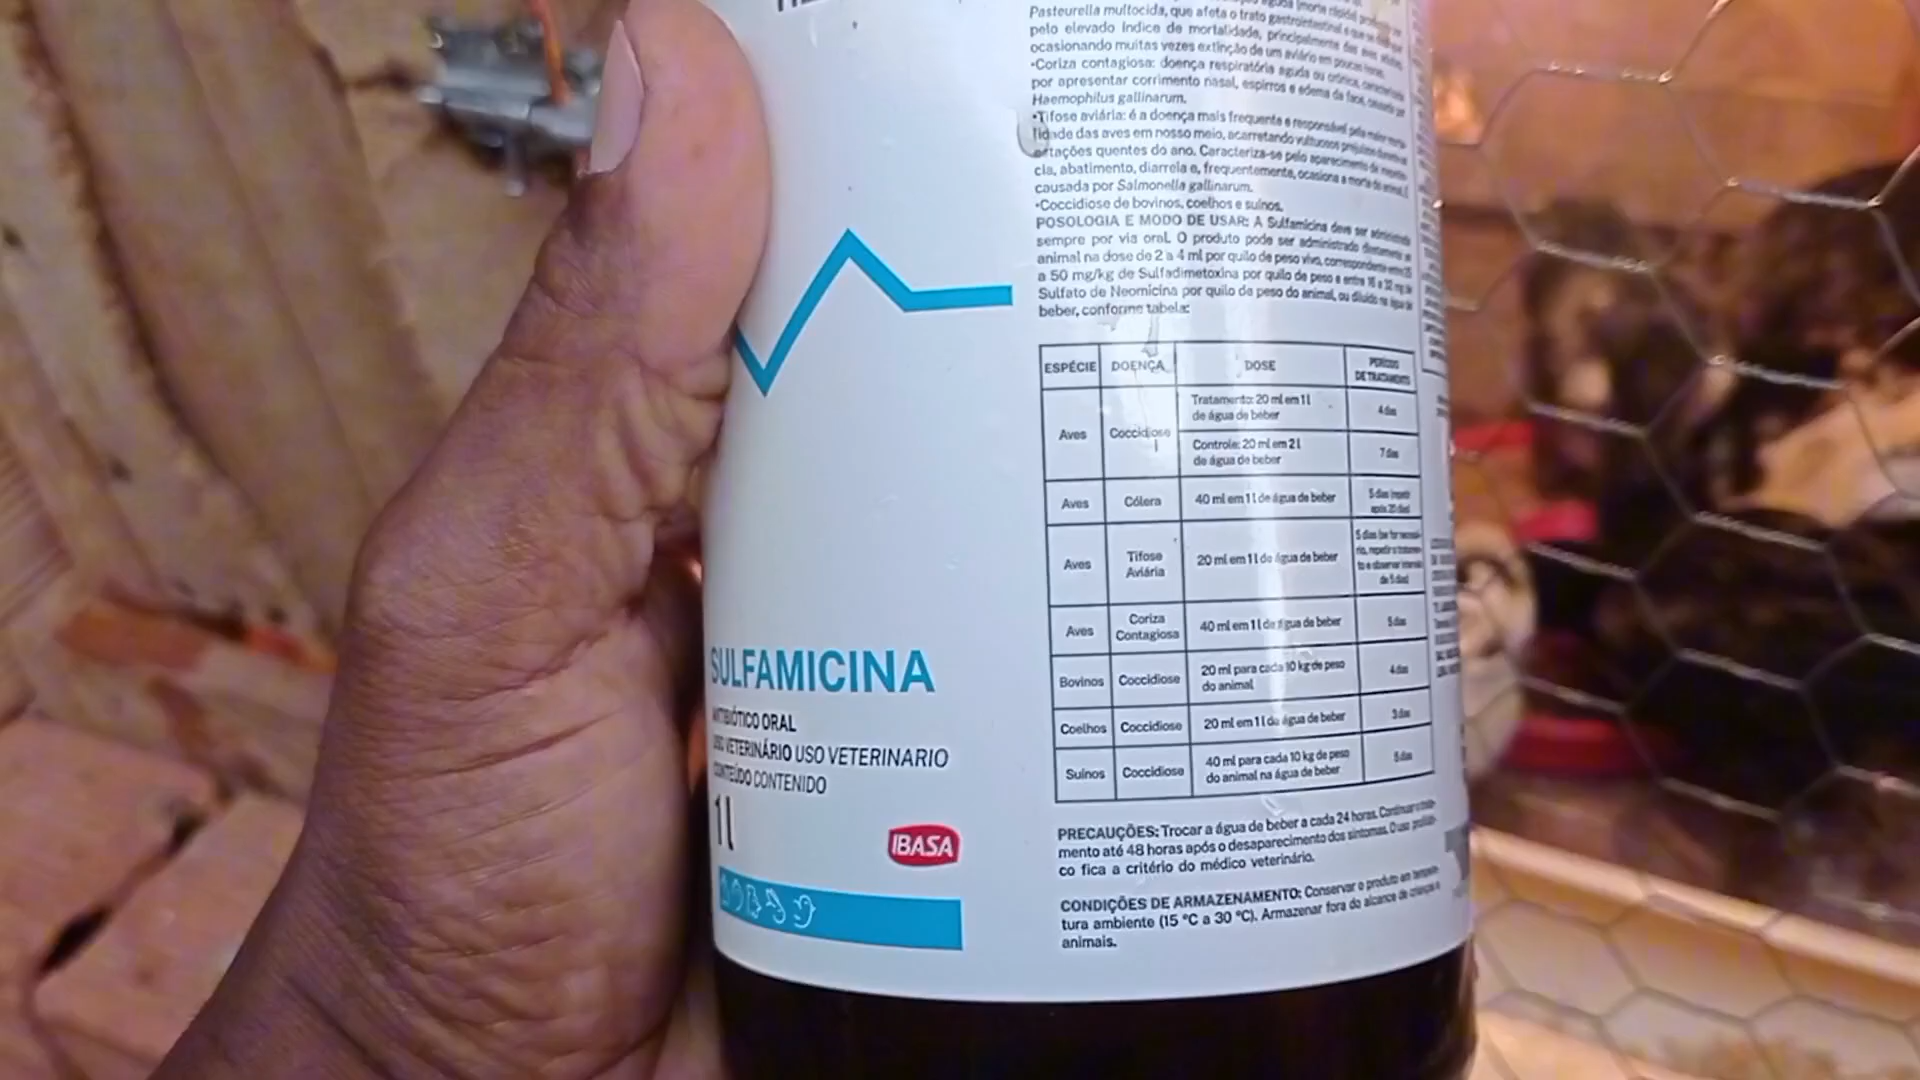 Pasteurella multocida, que afeta o trato gastrointestinal e que se
pelo elevado índice de mortalidade, principalmente das aves
ocasionando muitas vezes extinção de um aviário em poucas horas.
•Coriza contagiosa: doença respiratória aguda ou crônica,
por apresentar corrimento nasal, espirros e edema da face,
Haemophilus gallinarum.
•Tifose aviária: é a doença mais frequente e responsável pela
lidade das aves em nosso meio, acarretando vultuosos prejuízos
estações quentes do ano. Caracteriza-se pelo aparecimento de
cia, abatimento, diarreia e, frequentemente, ocasiona a morte do animal,
causada por Salmonella gallinarum.
•Coccidiose de bovinos, coelhos e suínos.
POSOLOGIA E MODO DE USAR: A Sulfamicina deve ser
sempre por via oral. O produto pode ser administrado diretamente
animal na dose de 2 a 4 ml por quilo de peso vivo, correspondente
a 50 mg/kg de Sulfadimetoxina por quilo de peso e entre 16 a 32 mg de
Sulfato de Neomicina por quilo de peso do animal, ou diluído na água de
beber, conforme tabela:
ESPÉCIE DOENÇA DOSE PERÍODO DE TRATAMENTO
Aves Coccidiose Tratamento: 20 ml em 1 l
de água de beber 4 dias
Controle: 20 ml em 2 l
de água de beber 7 dias
Aves Cólera 40 ml em 1 l de água de beber 5 dias
Aves Tifose
Aviária 20 ml em 1 l de água de beber 5 dias
Aves Coriza
Contagiosa 40 ml em 1 l de água de beber 5 dias
Bovinos Coccidiose 20 ml para cada 10 kg de peso
do animal 4 dias
Coelhos Coccidiose 20 ml em 1 l de água de beber 3 dias
Suínos Coccidiose 40 ml para cada 10 kg de peso
do animal na água de beber 5 dias
PRECAUÇÕES: Trocar a água de beber a cada 24 horas. Continuar o trata-
mento até 48 horas após o desaparecimento dos sintomas. O uso profiláti-
co fica a critério do médico veterinário.
CONDIÇÕES DE ARMAZENAMENTO: Conservar o produto em tempera-
tura ambiente (15 °C a 30 °C). Armazenar fora do alcance de crianças e
animais.
SULFAMICINA
ANTIBIÓTICO ORAL
USO VETERINÁRIO USO VETERINARIO
CONTEÚDO CONTENIDO
1 l
IBASA